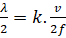 λ/2 = k. v/2f